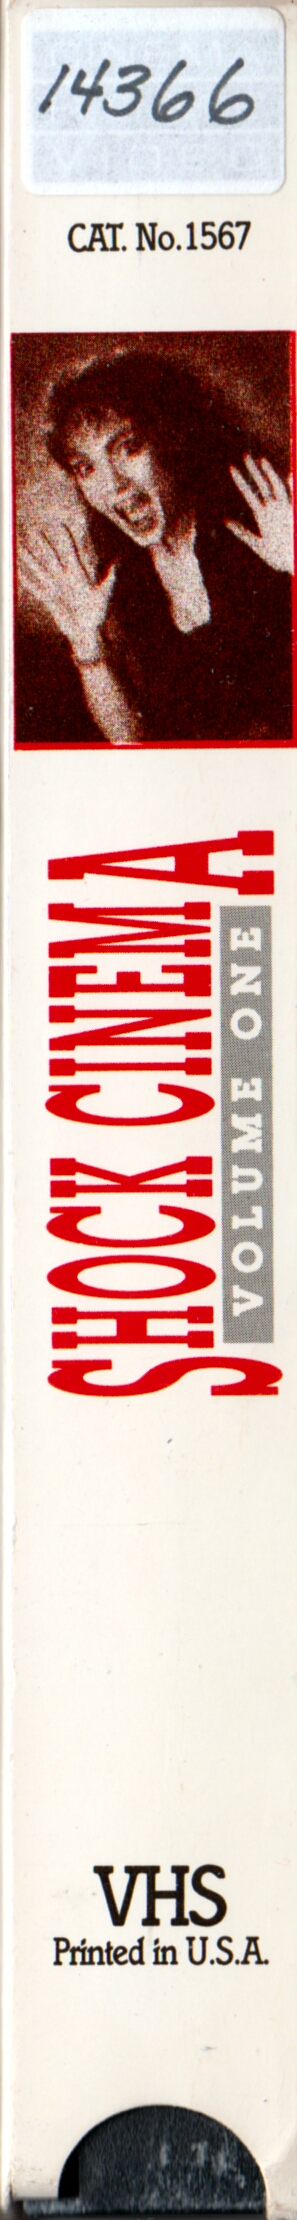 14366
CAT. No.1567
SHOCK CINEMA
VOLUME ONE
VHS
Printed in U.S.A.